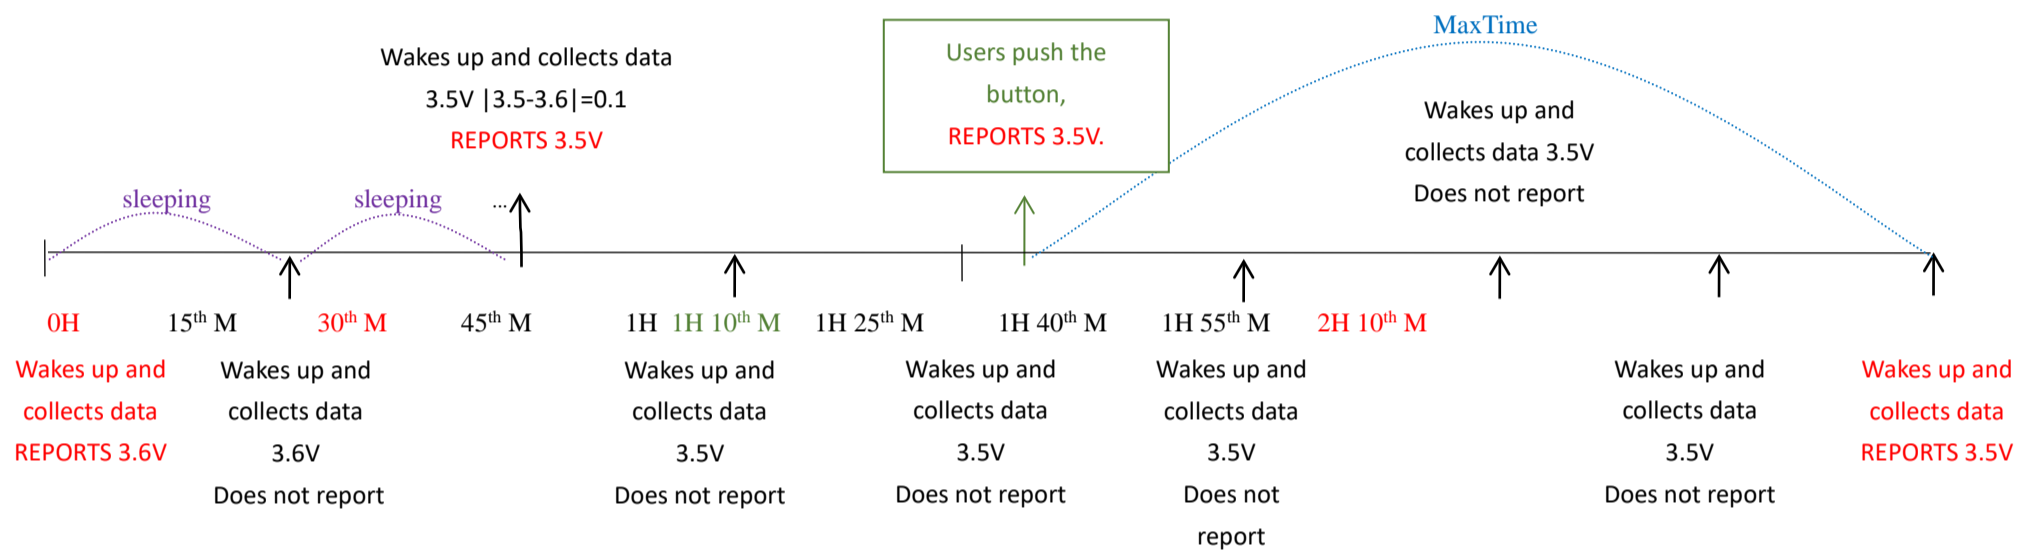 MaxTime
Wakes up and collects data
3.5V |3.5-3.6|=0.1
REPORTS 3.5V
Users push the
button,
REPORTS 3.5V.
Wakes up and
collects data 3.5V
Does not report
sleeping
sleeping
...
0H 15th M 30th M 45th M 1H 1H 10th M 1H 25th M 1H 40th M 1H 55th M 2H 10th M
Wakes up and
collects data
REPORTS 3.6V
Wakes up and
collects data
3.6V
Does not report
Wakes up and
collects data
3.5V
Does not report
Wakes up and
collects data
3.5V
Does not report
Wakes up and
collects data
3.5V
Does not
report
Wakes up and
collects data
3.5V
Does not report
Wakes up and
collects data
REPORTS 3.5V